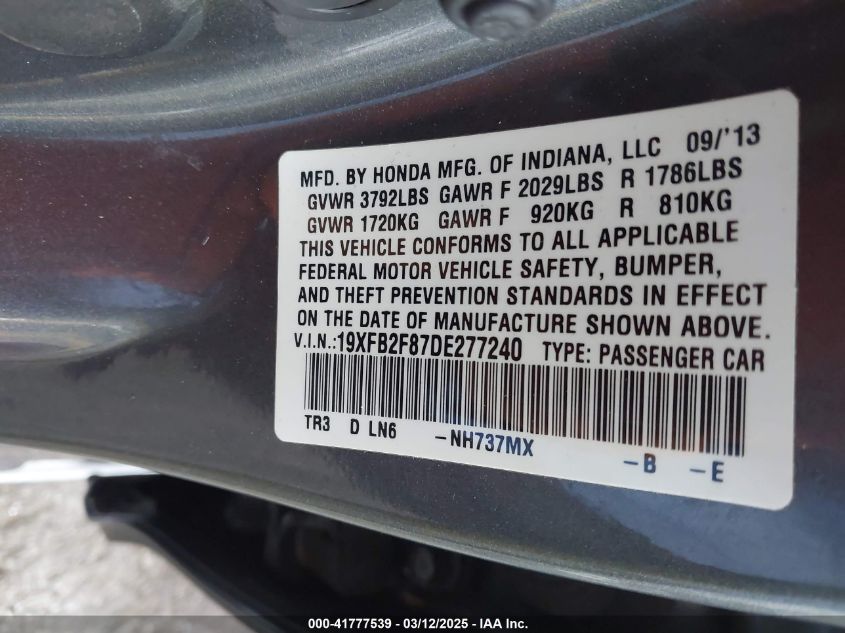 MFD. BY HONDA MFG. OF INDIANA, LLC 09/'13
GVWR 3792LBS GAWR F 2029LBS R 1786LBS
GVWR 1720KG GAWR F 920KG R 810KG
THIS VEHICLE CONFORMS TO ALL APPLICABLE
FEDERAL MOTOR VEHICLE SAFETY, BUMPER,
AND THEFT PREVENTION STANDARDS IN EFFECT
ON THE DATE OF MANUFACTURE SHOWN ABOVE.
V.I.N.:19XFB2F87DE277240 TYPE: PASSENGER CAR
TR3 D LN6 -NH737MX -B -E
000-41777539 / 03/12/2025 - IAA Inc.